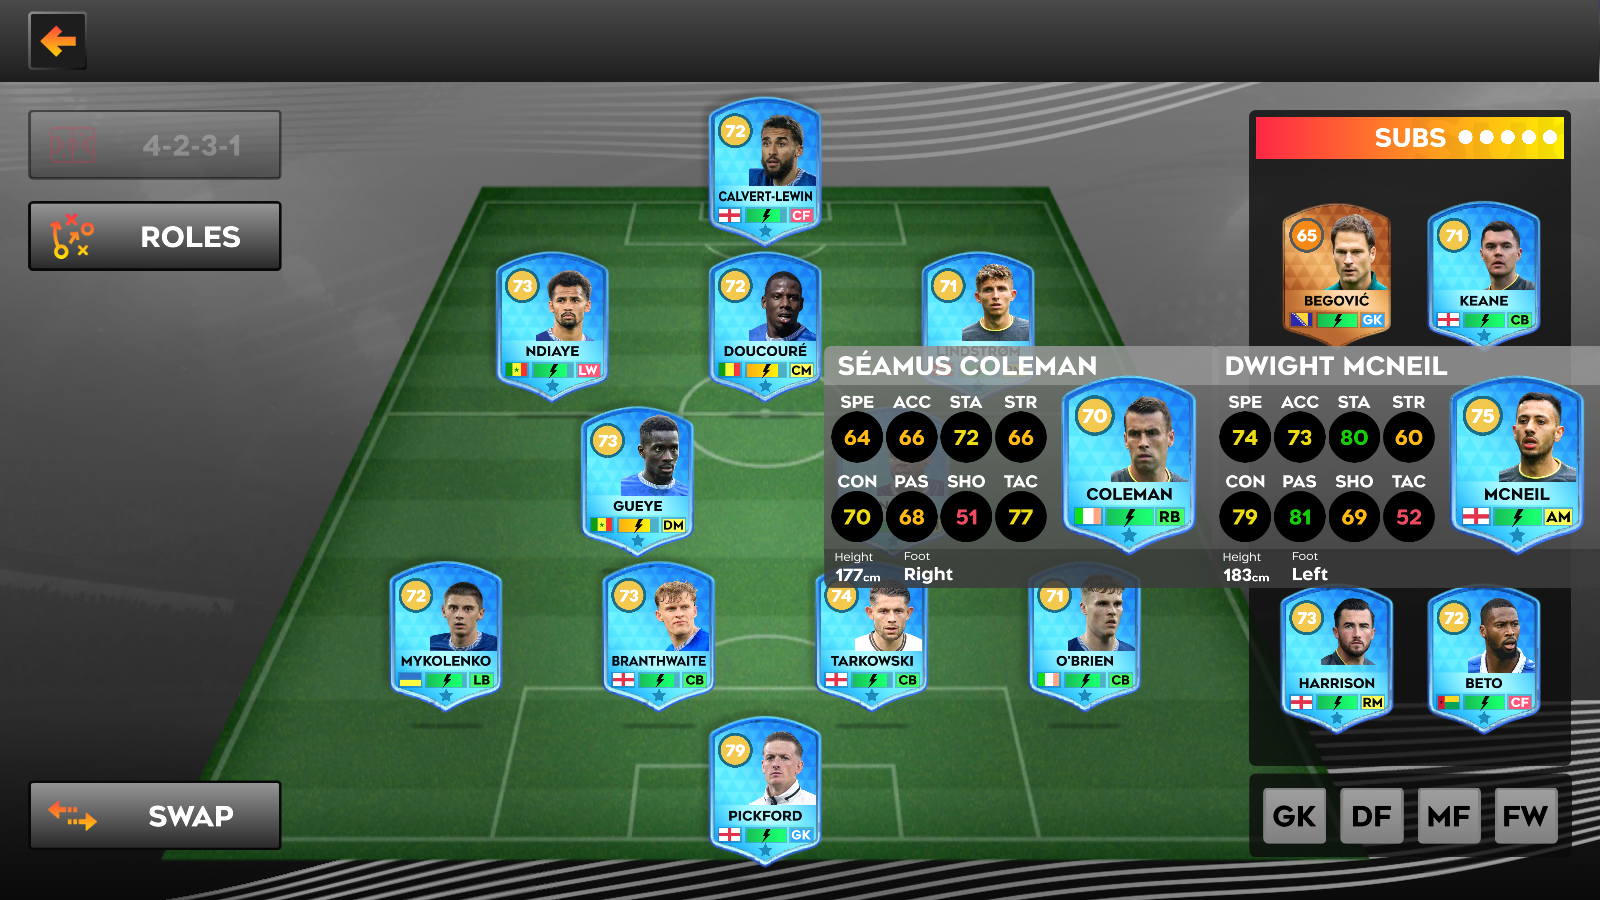 4-2-3-1
ROLES
SWAP
72
CALVERT-LEWIN
CF
73
NDIAYE
LW
72
DOUCOURÉ
CM
71
LINDSTRØM
73
GUEYE
DM
72
MYKOLENKO
LB
73
BRANTHWAITE
CB
74
TARKOWSKI
CB
71
O'BRIEN
CB
79
PICKFORD
GK
SUBS
65
BEGOVIĆ
GK
71
KEANE
CB
SÉAMUS COLEMAN
SPE ACC STA STR
64 66 72 66
CON PAS SHO TAC
70 68 51 77
Height Foot
177cm Right
70
COLEMAN
RB
DWIGHT MCNEIL
SPE ACC STA STR
74 73 80 60
CON PAS SHO TAC
79 81 69 52
Height Foot
183cm Left
75
MCNEIL
AM
73
HARRISON
RM
72
BETO
CF
GK DF MF FW